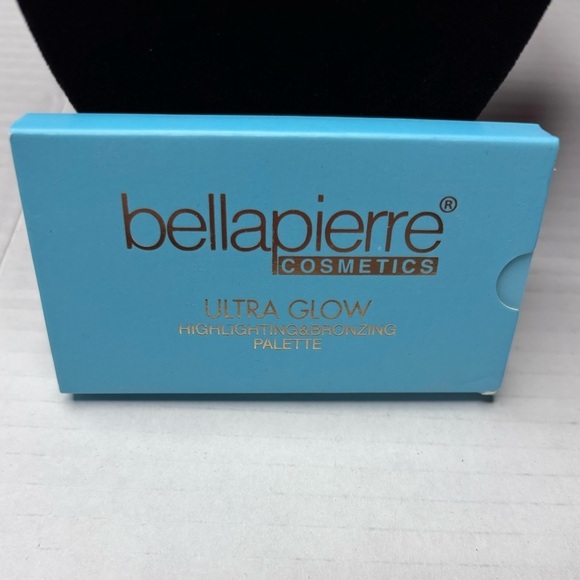 bellapierre®
COSMETICS
ULTRA GLOW
HIGHLIGHTING&BRONZING
PALETTE